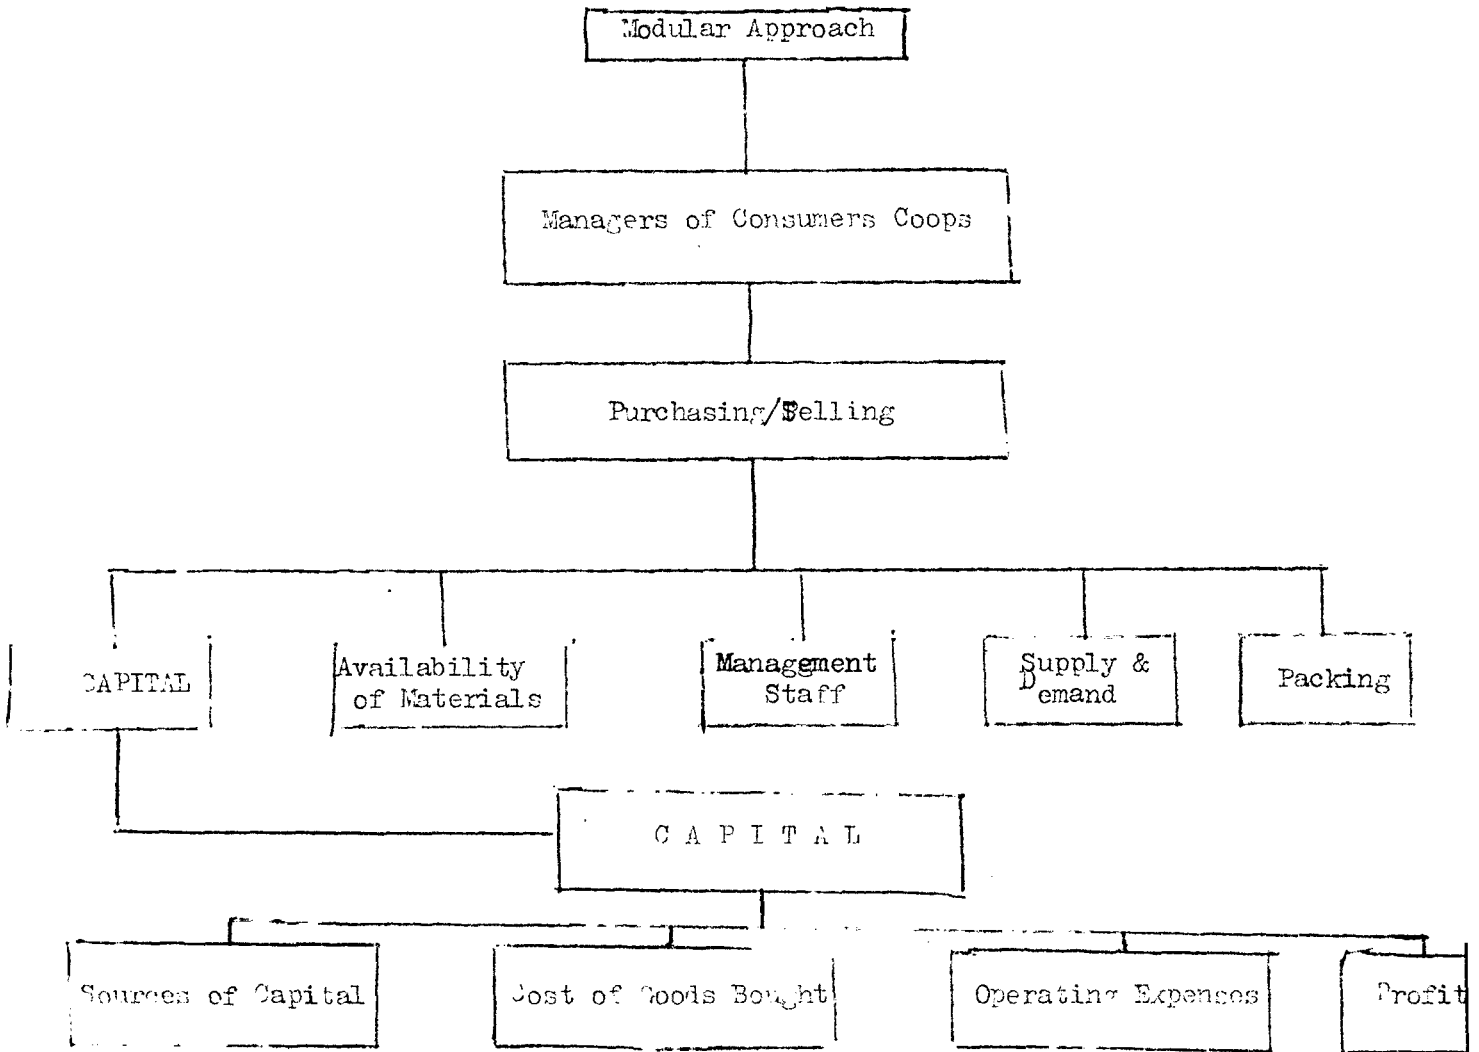 Modular Approach
Managers of Consumers Coops
Purchasing/Selling
CAPITAL
Availability
of Materials
Management
Staff
Supply &
Demand
Packing
C A P I T A L
Sources of Capital
Cost of Goods Bought
Operating Expenses
Profit